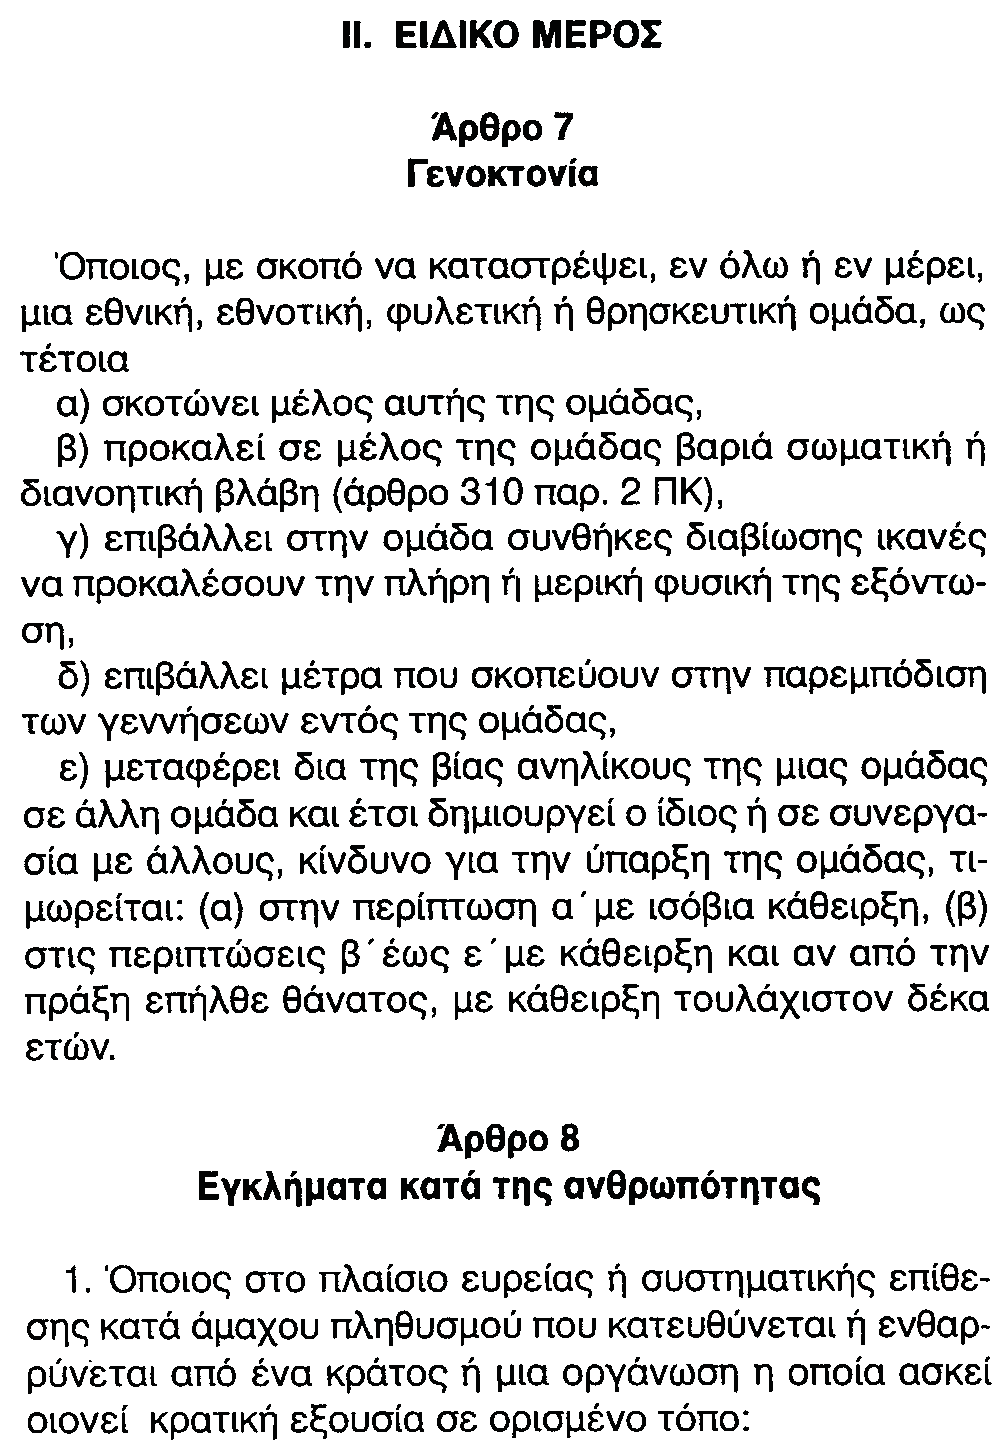 II. ΕΙΔΙΚΟ ΜΕΡΟΣ
Άρθρο 7
Γενοκτονία
Όποιος, με σκοπό να καταστρέψει, εν όλω ή εν μέρει,
μια εθνική, εθνοτική, φυλετική ή θρησκευτική ομάδα, ως
τέτοια
α) σκοτώνει μέλος αυτής της ομάδας,
β) προκαλεί σε μέλος της ομάδας βαριά σωματική ή
διανοητική βλάβη (άρθρο 310 παρ. 2 ΠΚ),
γ) επιβάλλει στην ομάδα συνθήκες διαβίωσης ικανές
να προκαλέσουν την πλήρη ή μερική φυσική της εξόντω-
ση,
δ) επιβάλλει μέτρα που σκοπεύουν στην παρεμπόδιση
των γεννήσεων εντός της ομάδας,
ε) μεταφέρει δια της βίας ανηλίκους της μιας ομάδας
σε άλλη ομάδα και έτσι δημιουργεί ο ίδιος ή σε συνεργα-
σία με άλλους, κίνδυνο για την ύπαρξη της ομάδας, τι-
μωρείται: (α) στην περίπτωση α΄ με ισόβια κάθειρξη, (β)
στις περιπτώσεις β΄ έως ε΄ με κάθειρξη και αν από την
πράξη επήλθε θάνατος, με κάθειρξη τουλάχιστον δέκα
ετών.
Άρθρο 8
Εγκλήματα κατά της ανθρωπότητας
1. Όποιος στο πλαίσιο ευρείας ή συστηματικής επίθε-
σης κατά άμαχου πληθυσμού που κατευθύνεται ή ενθαρ-
ρύνεται από ένα κράτος ή μια οργάνωση η οποία ασκεί
οιονεί κρατική εξουσία σε ορισμένο τόπο: